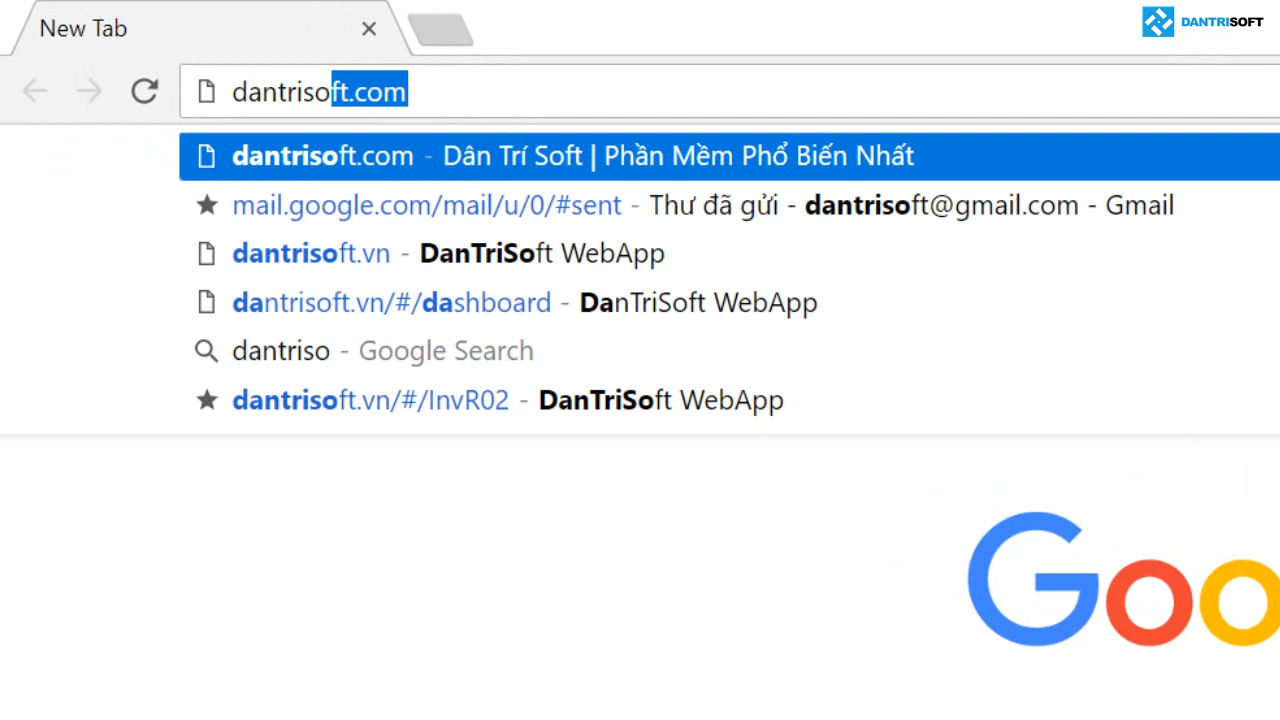 New Tab
DANTRISOFT
dantrisoft.com
dantrisoft.com - Dân Trí Soft | Phần Mềm Phổ Biến Nhất
mail.google.com/mail/u/0/#sent - Thư đã gửi - dantrisoft@gmail.com - Gmail
dantrisoft.vn - DanTriSoft WebApp
dantrisoft.vn/#/dashboard - DanTriSoft WebApp
dantriso - Google Search
dantrisoft.vn/#/InvR02 - DanTriSoft WebApp
Goo